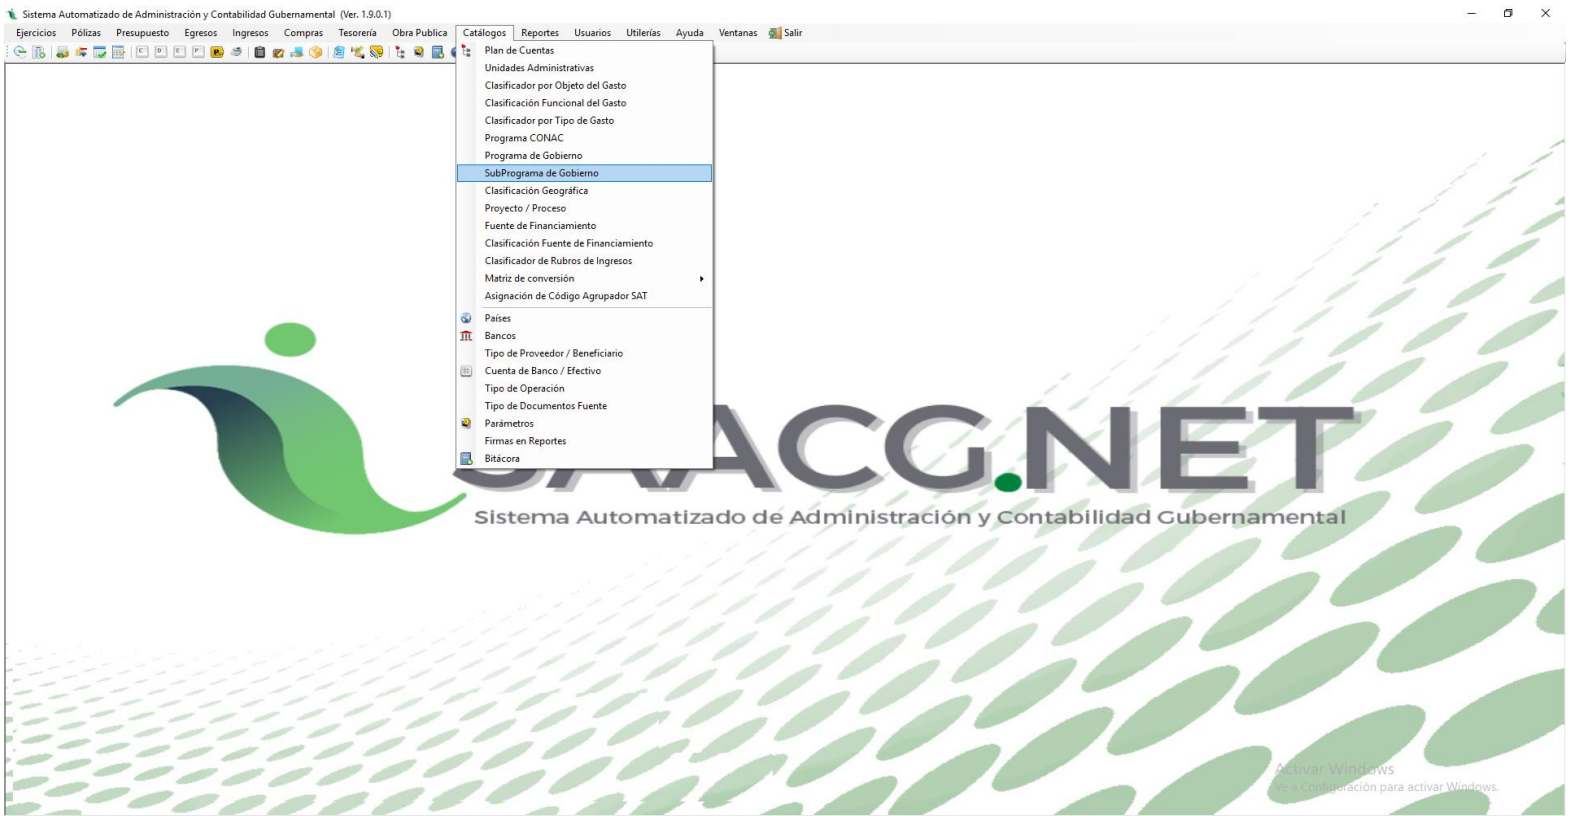 Sistema Automatizado de Administración y Contabilidad Gubernamental (Ver. 1.9.0.1)
Ejercicios Pólizas Presupuesto Egresos Ingresos Compras Tesorería Obra Publica Catálogos Reportes Usuarios Utilerías Ayuda Ventanas Salir
Plan de Cuentas
Unidades Administrativas
Clasificador por Objeto del Gasto
Clasificación Funcional del Gasto
Clasificador por Tipo de Gasto
Programa CONAC
Programa de Gobierno
SubPrograma de Gobierno
Clasificación Geográfica
Proyecto / Proceso
Fuente de Financiamiento
Clasificación Fuente de Financiamiento
Clasificador de Rubros de Ingresos
Matriz de conversión
Asignación de Código Agrupador SAT
Países
Bancos
Tipo de Proveedor / Beneficiario
Cuenta de Banco / Efectivo
Tipo de Operación
Tipo de Documentos Fuente
Parámetros
Firmas en Reportes
Bitácora
SAACG.NET
Sistema Automatizado de Administración y Contabilidad Gubernamental
Activar Windows
Ve a Configuración para activar Windows.